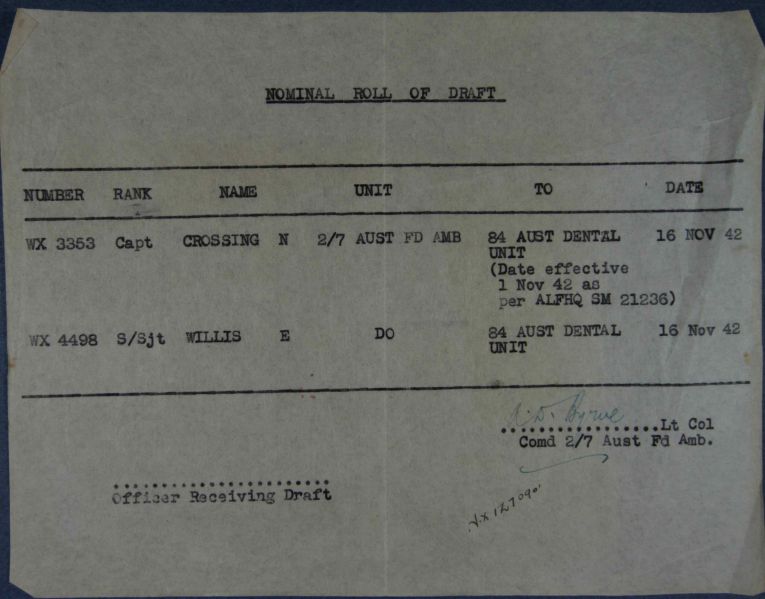 NOMINAL ROLL OF DRAFT
NUMBER RANK NAME UNIT TO DATE
WX 3353 Capt CROSSING N 2/7 AUST FD AMB 84 AUST DENTAL 16 NOV 42
UNIT
(Date effective
1 Nov 42 as
per ALFHQ SM 21236)
WX 4498 S/Sjt WILLIS E DO 84 AUST DENTAL 16 Nov 42
UNIT
Byrne
.................Lt Col
Comd 2/7 Aust Fd Amb.
........................
Officer Receiving Draft